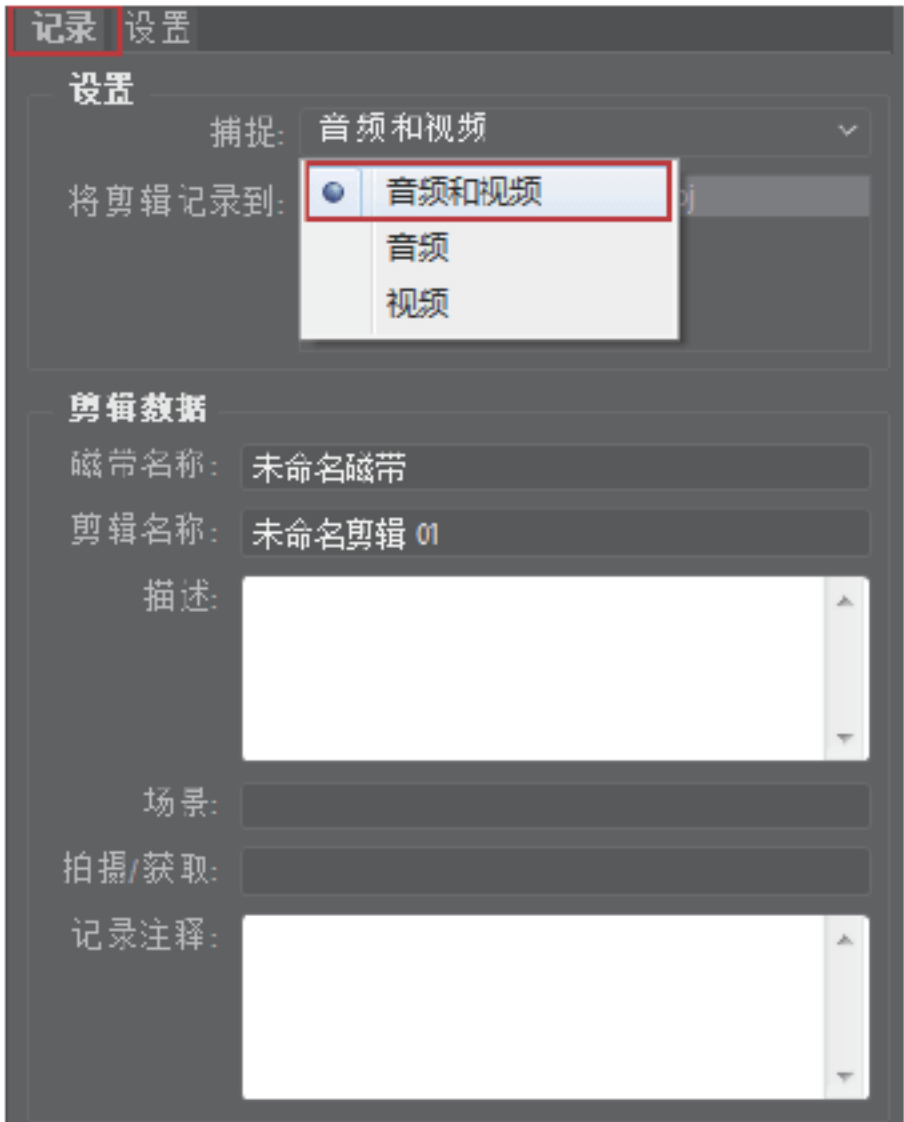 记录 设置
设置
捕捉: 音频和视频
将剪辑记录到: oj
音频和视频
音频
视频
剪辑数据
磁带名称: 未命名磁带
剪辑名称: 未命名剪辑 01
描述:
场景:
拍摄/获取:
记录注释: